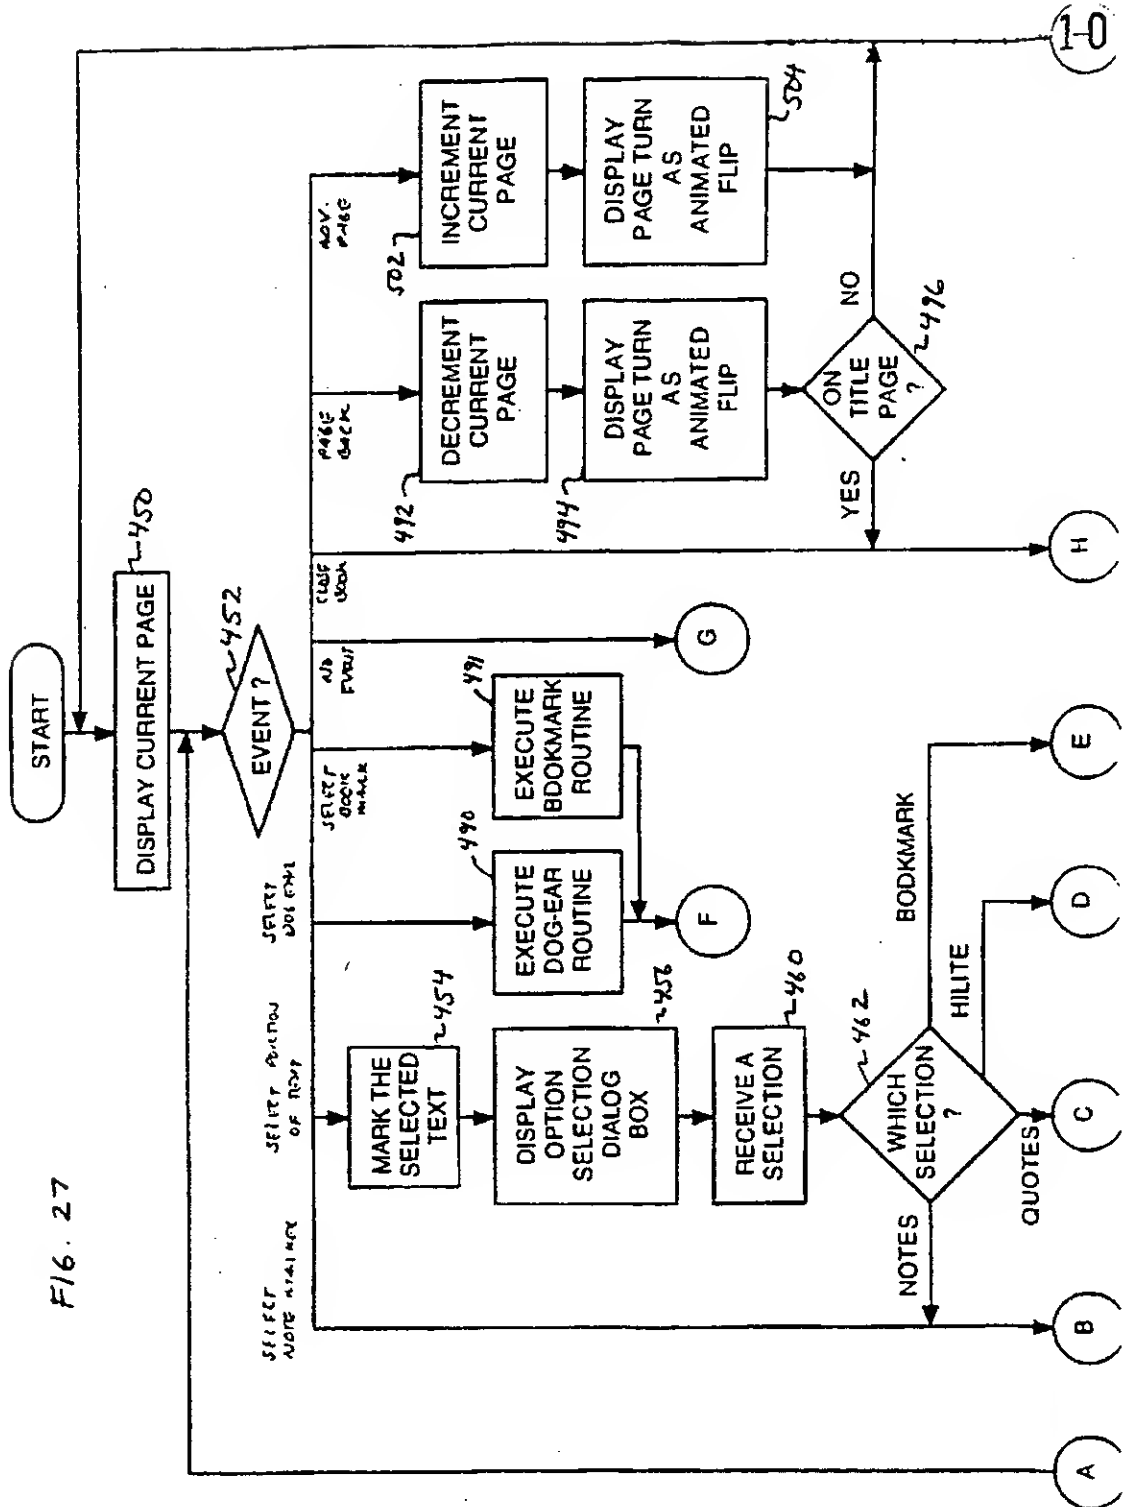 FIG. 27
START
DISPLAY CURRENT PAGE
450
EVENT ?
452
SELECT
NOTE MARKER
SELECT PORTION
OF TEXT
SELECT
DOG EAR
SELECT
BOOK
MARK
NO
EVENT
CLOSE
BOOK
PAGE
BACK
ADV.
PAGE
MARK THE
SELECTED
TEXT
454
DISPLAY
OPTION
SELECTION
DIALOG
BOX
456
RECEIVE A
SELECTION
460
WHICH
SELECTION
?
462
NOTES
QUOTES
HILITE
BOOKMARK
EXECUTE
DOG-EAR
ROUTINE
490
EXECUTE
BOOKMARK
ROUTINE
491
F
G
DECREMENT
CURRENT
PAGE
492
DISPLAY
PAGE TURN
AS
ANIMATED
FLIP
494
ON
TITLE
PAGE
?
496
YES
NO
INCREMENT
CURRENT
PAGE
502
DISPLAY
PAGE TURN
AS
ANIMATED
FLIP
504
A
B
C
D
E
H